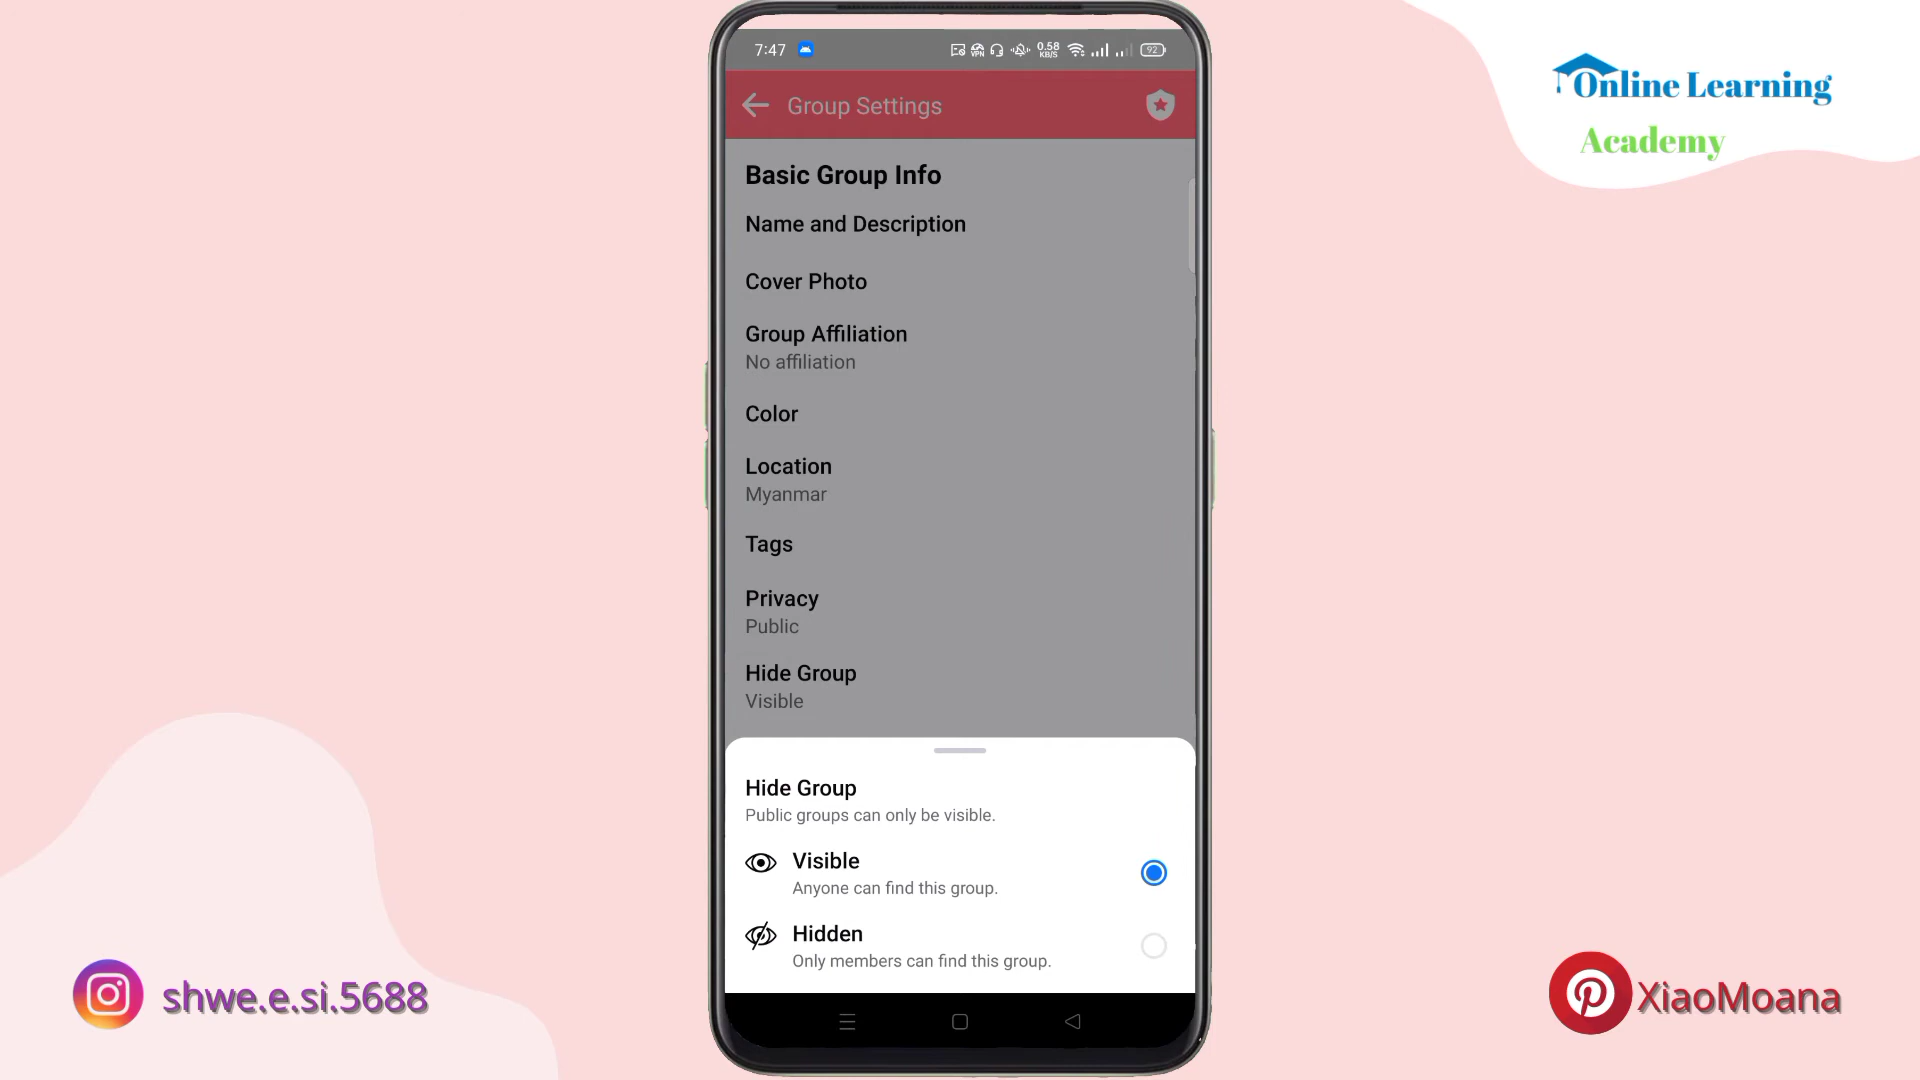 7:47
VPN
0.58
KB/S
92
Group Settings
Basic Group Info
Name and Description
Cover Photo
Group Affiliation
No affiliation
Color
Location
Myanmar
Tags
Privacy
Public
Hide Group
Visible
Hide Group
Public groups can only be visible.
Visible
Anyone can find this group.
Hidden
Only members can find this group.
Online Learning
Academy
shwe.e.si.5688
XiaoMoana